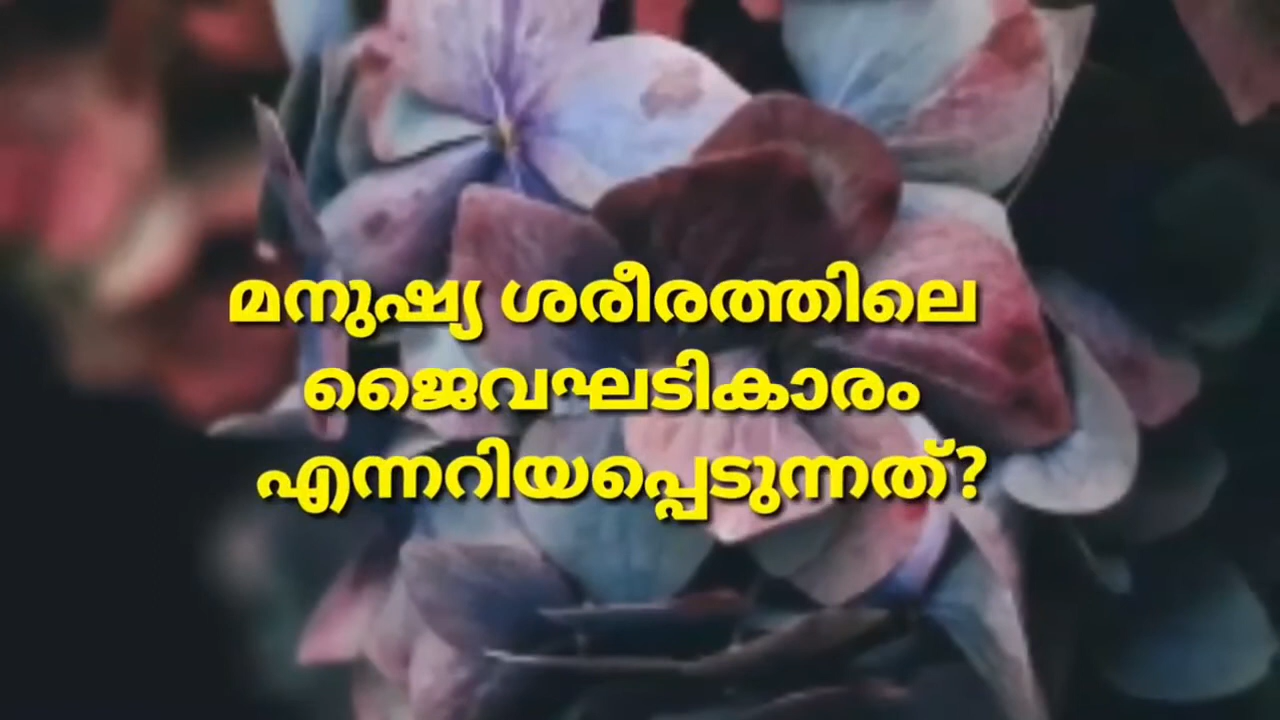 മനുഷ്യ ശരീരത്തിലെ
ജൈവഘടികാരം
എന്നറിയപ്പെടുന്നത്?